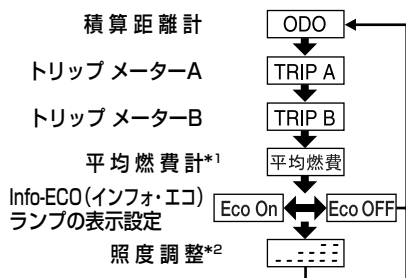 積算距離計 ODO
トリップ メーターA TRIP A
トリップ メーターB TRIP B
平均燃費計*1 平均燃費
Info-ECO(インフォ・エコ)
ランプの表示設定 Eco On Eco OFF
照度調整*2